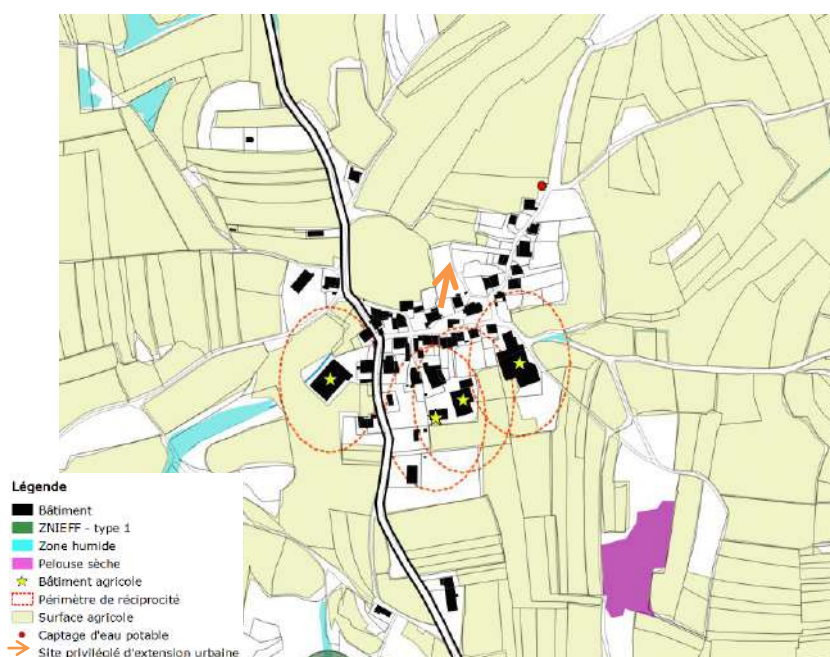 Légende
Bâtiment
ZNIEFF - type 1
Zone humide
Pelouse sèche
Bâtiment agricole
Périmètre de réciprocité
Surface agricole
Captage d'eau potable
Site privilégié d'extension urbaine